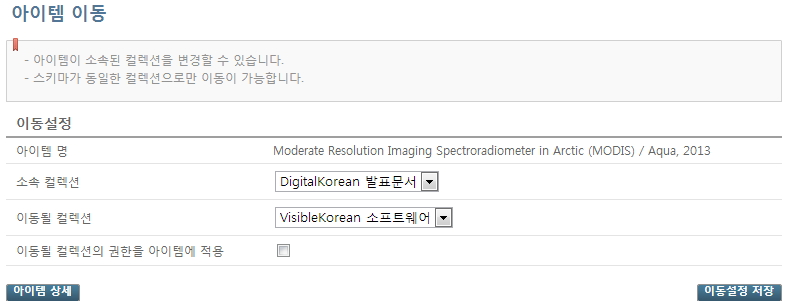 아이템 이동
- 아이템이 소속된 컬렉션을 변경할 수 있습니다.
- 스키마가 동일한 컬렉션으로만 이동이 가능합니다.
이동설정
아이템 명 Moderate Resolution Imaging Spectroradiometer in Arctic (MODIS) / Aqua, 2013
소속 컬렉션 DigitalKorean 발표문서
이동될 컬렉션 VisibleKorean 소프트웨어
이동될 컬렉션의 권한을 아이템에 적용
아이템 상세 이동설정 저장